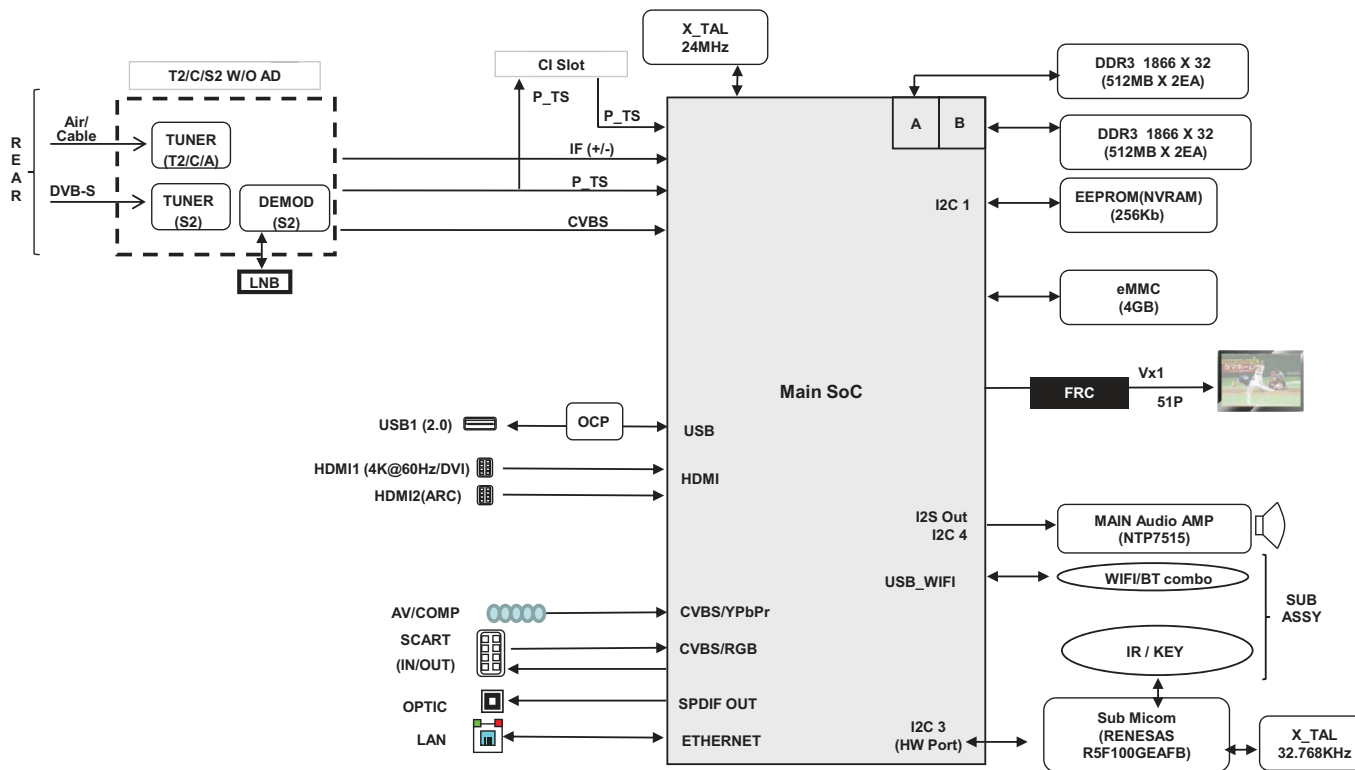 X_TAL
24MHz
CI Slot
T2/C/S2 W/O AD
DDR3 1866 X 32
(512MB X 2EA)
P_TS
P_TS
Air/
Cable
R
E
A
R
TUNER
(T2/C/A)
A
B
IF (+/-)
DDR3 1866 X 32
(512MB X 2EA)
DVB-S
TUNER
(S2)
DEMOD
(S2)
P_TS
I2C 1
EEPROM(NVRAM)
(256Kb)
CVBS
LNB
eMMC
(4GB)
Main SoC
FRC
Vx1
51P
USB1 (2.0)
OCP
USB
HDMI1 (4K@60Hz/DVI)
HDMI
HDMI2(ARC)
I2S Out
I2C 4
MAIN Audio AMP
(NTP7515)
USB_WIFI
WIFI/BT combo
SUB
ASSY
AV/COMP
CVBS/YPbPr
SCART
(IN/OUT)
CVBS/RGB
IR / KEY
OPTIC
SPDIF OUT
LAN
ETHERNET
I2C 3
(HW Port)
Sub Micom
(RENESAS
R5F100GEAFB)
X_TAL
32.768KHz